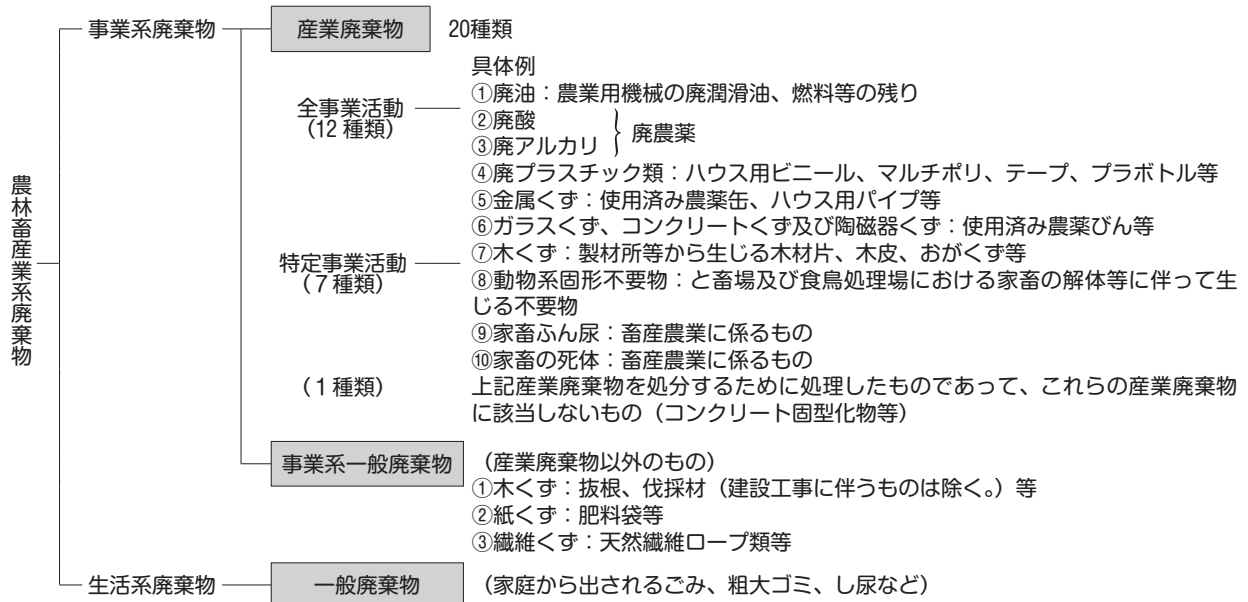 農林畜産業系廃棄物
事業系廃棄物
産業廃棄物 20種類
具体例
全事業活動
(12 種類)
①廃油：農業用機械の廃潤滑油、燃料等の残り
②廃酸
③廃アルカリ
廃農薬
④廃プラスチック類：ハウス用ビニール、マルチポリ、テープ、プラボトル等
⑤金属くず：使用済み農薬缶、ハウス用パイプ等
⑥ガラスくず、コンクリートくず及び陶磁器くず：使用済み農薬びん等
特定事業活動
(７種類)
⑦木くず：製材所等から生じる木材片、木皮、おがくず等
⑧動物系固形不要物：と畜場及び食鳥処理場における家畜の解体等に伴って生
じる不要物
⑨家畜ふん尿：畜産農業に係るもの
⑩家畜の死体：畜産農業に係るもの
(１種類)
上記産業廃棄物を処分するために処理したものであって、これらの産業廃棄物
に該当しないもの（コンクリート固型化物等）
事業系一般廃棄物 （産業廃棄物以外のもの）
①木くず：抜根、伐採材（建設工事に伴うものは除く。）等
②紙くず：肥料袋等
③繊維くず：天然繊維ロープ類等
生活系廃棄物
一般廃棄物 （家庭から出されるごみ、粗大ゴミ、し尿など）